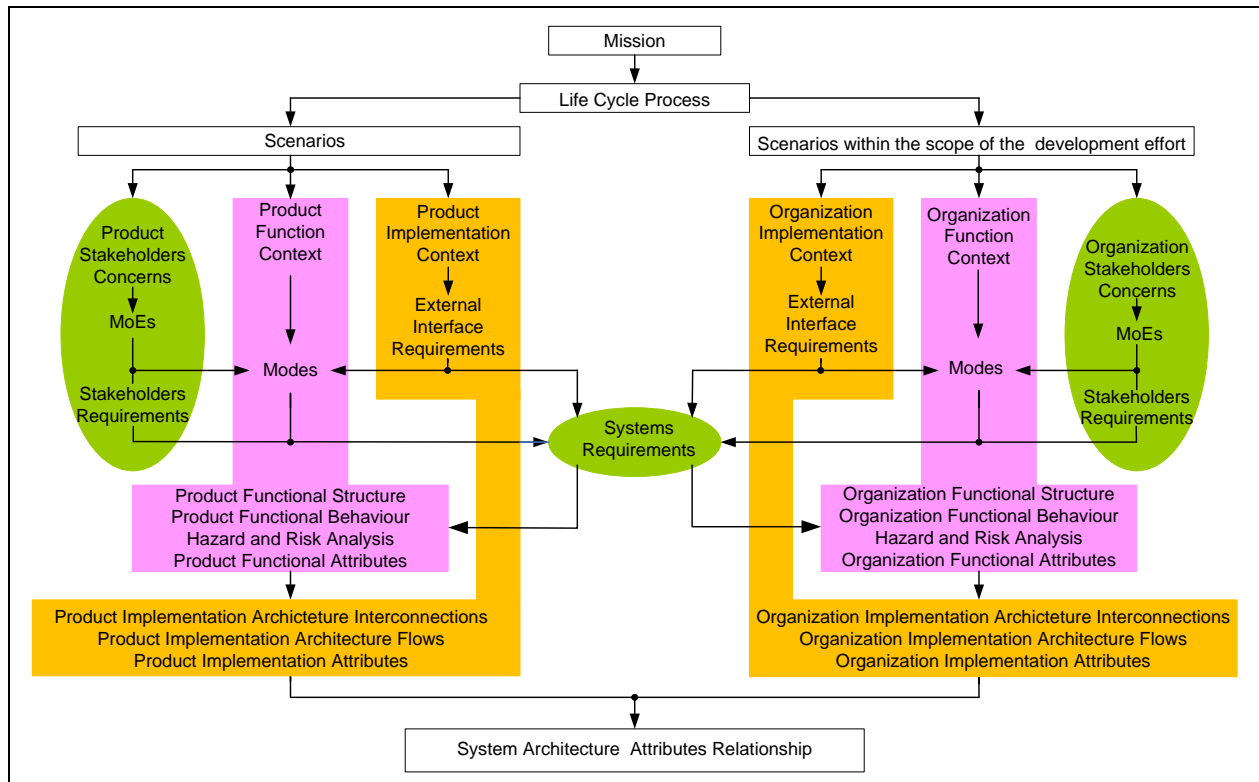 Mission
Life Cycle Process
Scenarios
Scenarios within the scope of the development effort
Product
Stakeholders
Concerns
MoEs
Stakeholders
Requirements
Product
Function
Context
Modes
Product
Implementation
Context
External
Interface
Requirements
Organization
Implementation
Context
External
Interface
Requirements
Organization
Function
Context
Modes
Organization
Stakeholders
Concerns
MoEs
Stakeholders
Requirements
Systems
Requirements
Product Functional Structure
Product Functional Behaviour
Hazard and Risk Analysis
Product Functional Attributes
Organization Functional Structure
Organization Functional Behaviour
Hazard and Risk Analysis
Organization Functional Attributes
Product Implementation Archicteture Interconnections
Product Implementation Architecture Flows
Product Implementation Attributes
Organization Implementation Archicteture Interconnections
Organization Implementation Architecture Flows
Organization Implementation Attributes
System Architecture Attributes Relationship